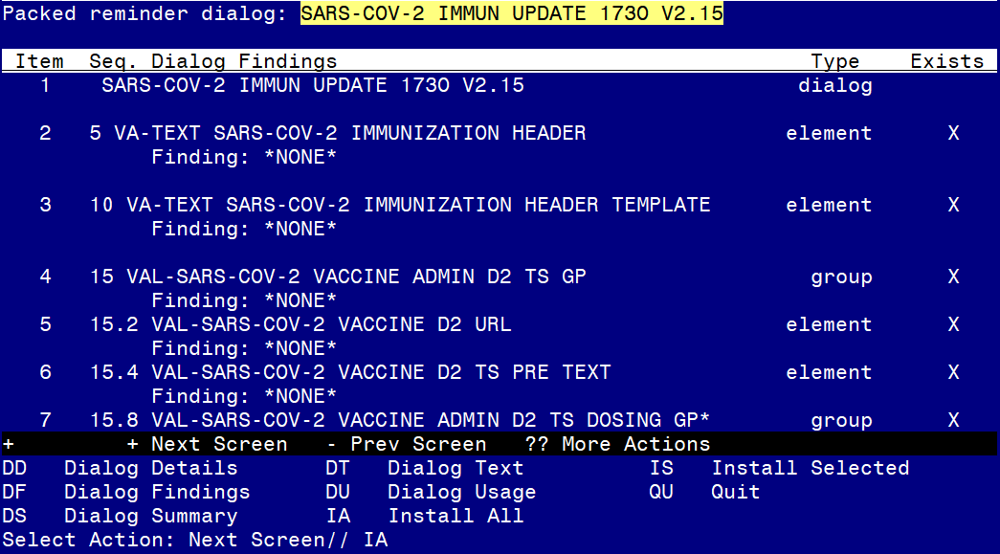 Packed reminder dialog: SARS-COV-2 IMMUN UPDATE 1730 V2.15
Item Seq. Dialog Findings Type Exists
1 SARS-COV-2 IMMUN UPDATE 1730 V2.15 dialog
2 5 VA-TEXT SARS-COV-2 IMMUNIZATION HEADER element X
Finding: *NONE*
3 10 VA-TEXT SARS-COV-2 IMMUNIZATION HEADER TEMPLATE element X
Finding: *NONE*
4 15 VAL-SARS-COV-2 VACCINE ADMIN D2 TS GP group X
Finding: *NONE*
5 15.2 VAL-SARS-COV-2 VACCINE D2 URL element X
Finding: *NONE*
6 15.4 VAL-SARS-COV-2 VACCINE D2 TS PRE TEXT element X
Finding: *NONE*
7 15.8 VAL-SARS-COV-2 VACCINE ADMIN D2 TS DOSING GP* group X
+ + Next Screen - Prev Screen ?? More Actions
DD Dialog Details DT Dialog Text IS Install Selected
DF Dialog Findings DU Dialog Usage QU Quit
DS Dialog Summary IA Install All
Select Action: Next Screen// IA